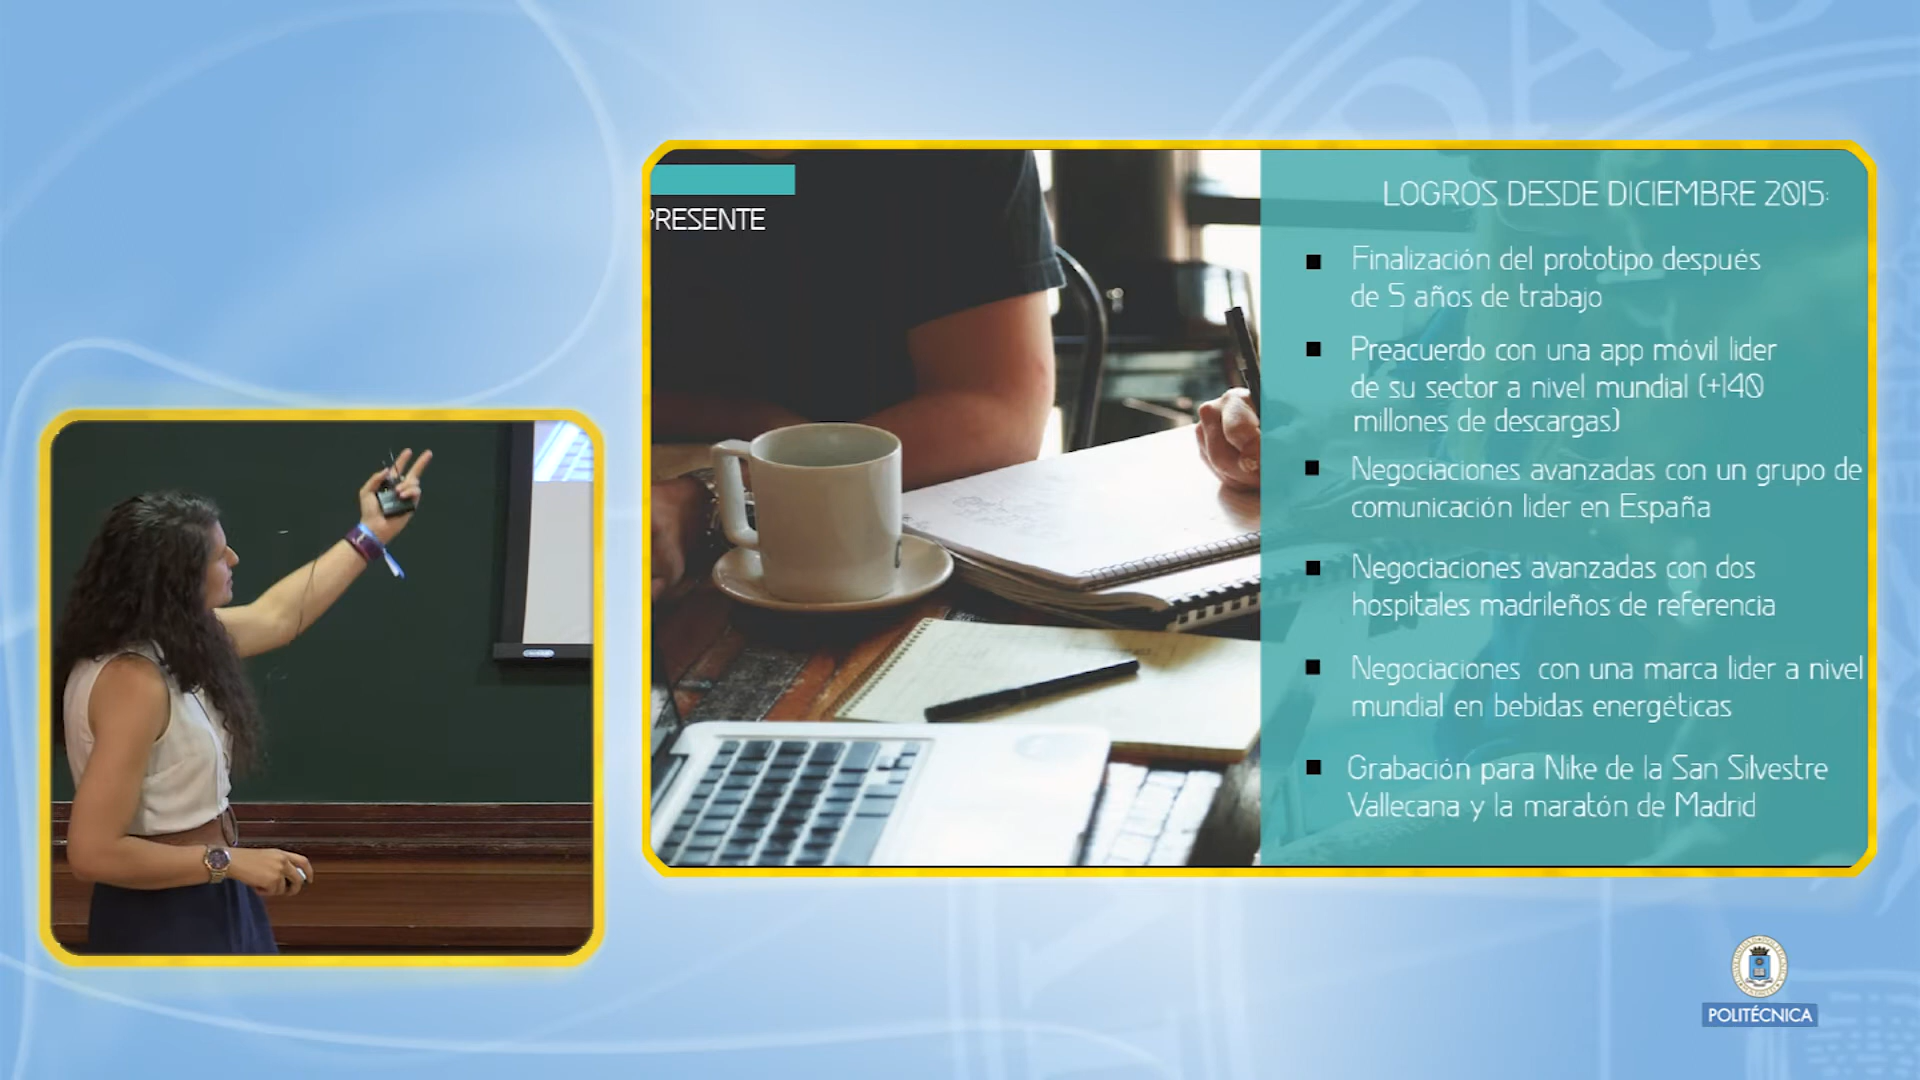 PRESENTE
LOGROS DESDE DICIEMBRE 2015:
Finalización del prototipo después
de 5 años de trabajo
Preacuerdo con una app móvil lider
de su sector a nivel mundial (+140
millones de descargas)
Negociaciones avanzadas con un grupo de
comunicación lider en España
Negociaciones avanzadas con dos
hospitales madrileños de referencia
Negociaciones con una marca lider a nivel
mundial en bebidas energéticas
Grabación para Nike de la San Silvestre
Vallecana y la maratón de Madrid
POLITÉCNICA